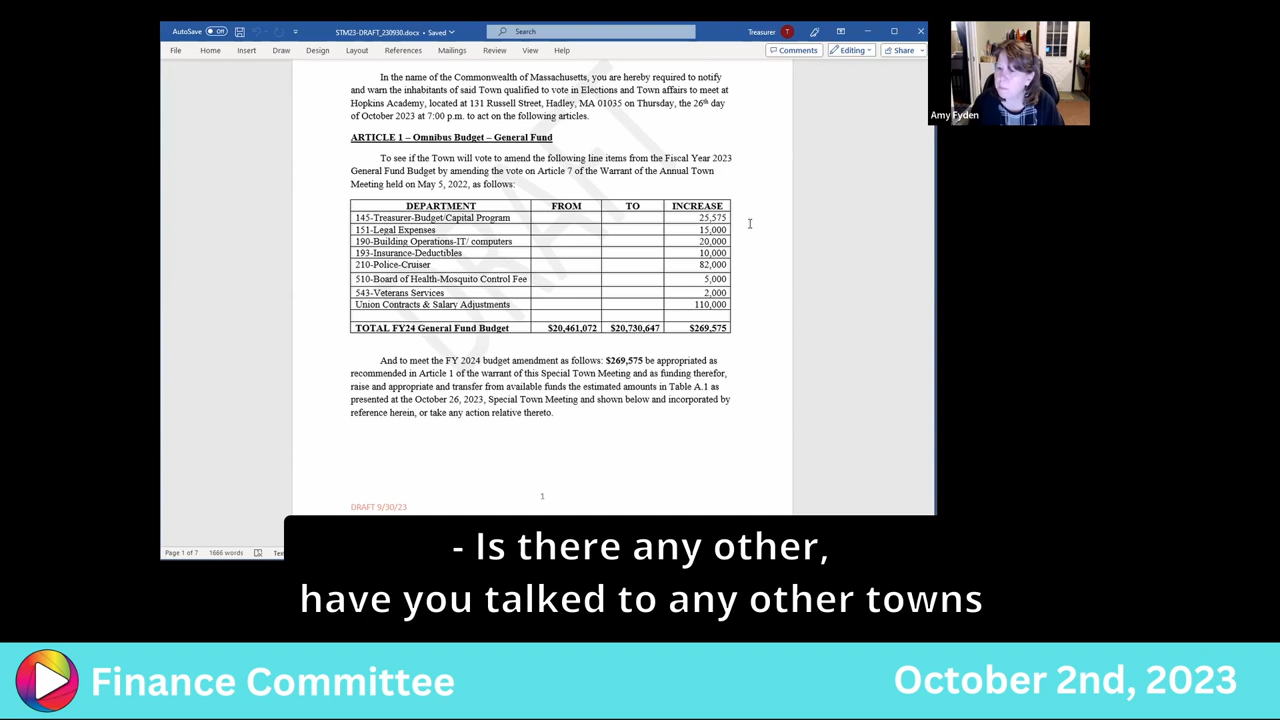 AutoSave Off STM23-DRAFT_230930.docx • Saved Search Treasurer T
File Home Insert Draw Design Layout References Mailings Review View Help Comments Editing Share
In the name of the Commonwealth of Massachusetts, you are hereby required to notify
and warn the inhabitants of said Town qualified to vote in Elections and Town affairs to meet at
Hopkins Academy, located at 131 Russell Street, Hadley, MA 01035 on Thursday, the 26th day
of October 2023 at 7:00 p.m. to act on the following articles.
ARTICLE 1 – Omnibus Budget – General Fund
To see if the Town will vote to amend the following line items from the Fiscal Year 2023
General Fund Budget by amending the vote on Article 7 of the Warrant of the Annual Town
Meeting held on May 5, 2022, as follows:
DEPARTMENT FROM TO INCREASE
145-Treasurer-Budget/Capital Program 25,575
151-Legal Expenses 15,000
190-Building Operations-IT/ computers 20,000
193-Insurance-Deductibles 10,000
210-Police-Cruiser 82,000
510-Board of Health-Mosquito Control Fee 5,000
543-Veterans Services 2,000
Union Contracts & Salary Adjustments 110,000
TOTAL FY24 General Fund Budget $20,461,072 $20,730,647 $269,575
And to meet the FY 2024 budget amendment as follows: $269,575 be appropriated as
recommended in Article 1 of the warrant of this Special Town Meeting and as funding therefor,
raise and appropriate and transfer from available funds the estimated amounts in Table A.1 as
presented at the October 26, 2023, Special Town Meeting and shown below and incorporated by
reference herein, or take any action relative thereto.
1
DRAFT 9/30/23
DRAFT
Page 1 of 7 1666 words
Amy Fyden
- Is there any other,
have you talked to any other towns
Finance Committee
October 2nd, 2023